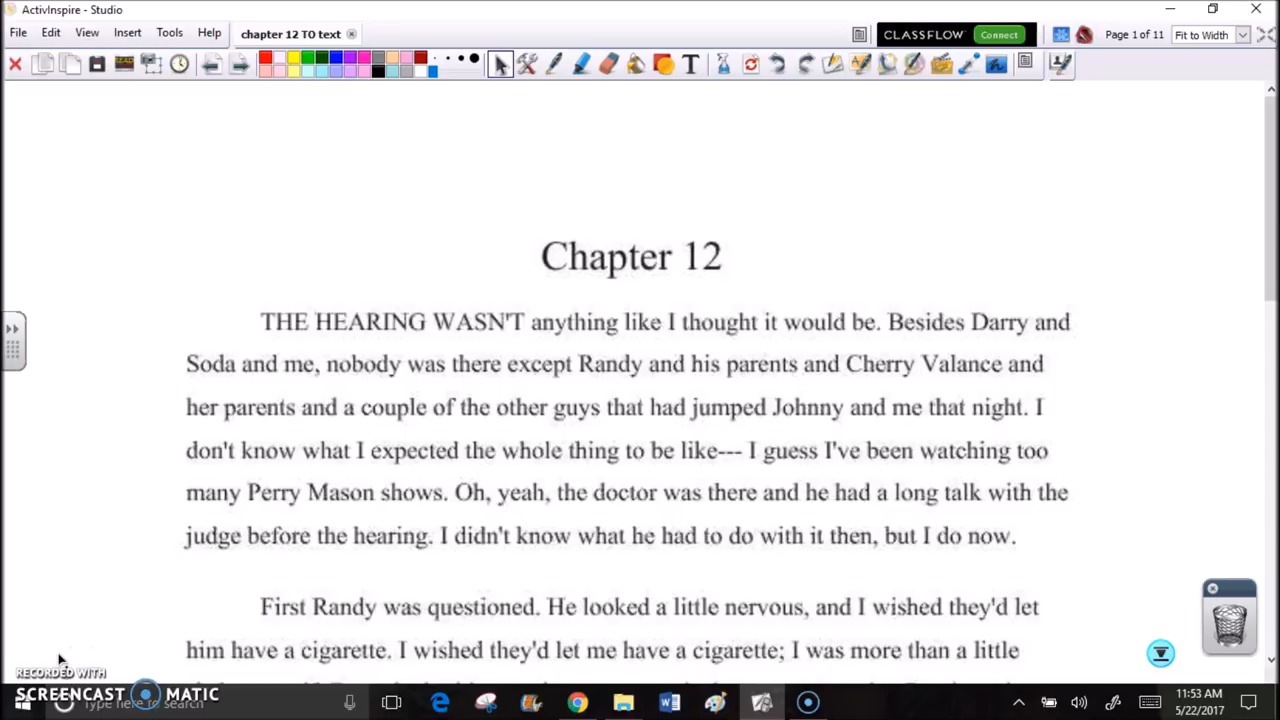 ActivInspire - Studio
File Edit View Insert Tools Help chapter 12 TO text CLASSFLOW Connect Page 1 of 11 Fit to Width
Chapter 12
THE HEARING WASN'T anything like I thought it would be. Besides Darry and
Soda and me, nobody was there except Randy and his parents and Cherry Valance and
her parents and a couple of the other guys that had jumped Johnny and me that night. I
don't know what I expected the whole thing to be like--- I guess I've been watching too
many Perry Mason shows. Oh, yeah, the doctor was there and he had a long talk with the
judge before the hearing. I didn't know what he had to do with it then, but I do now.
First Randy was questioned. He looked a little nervous, and I wished they'd let
him have a cigarette. I wished they'd let me have a cigarette; I was more than a little
RECORDED WITH
SCREENCAST MATIC
Type here to search
11:53 AM
5/22/2017